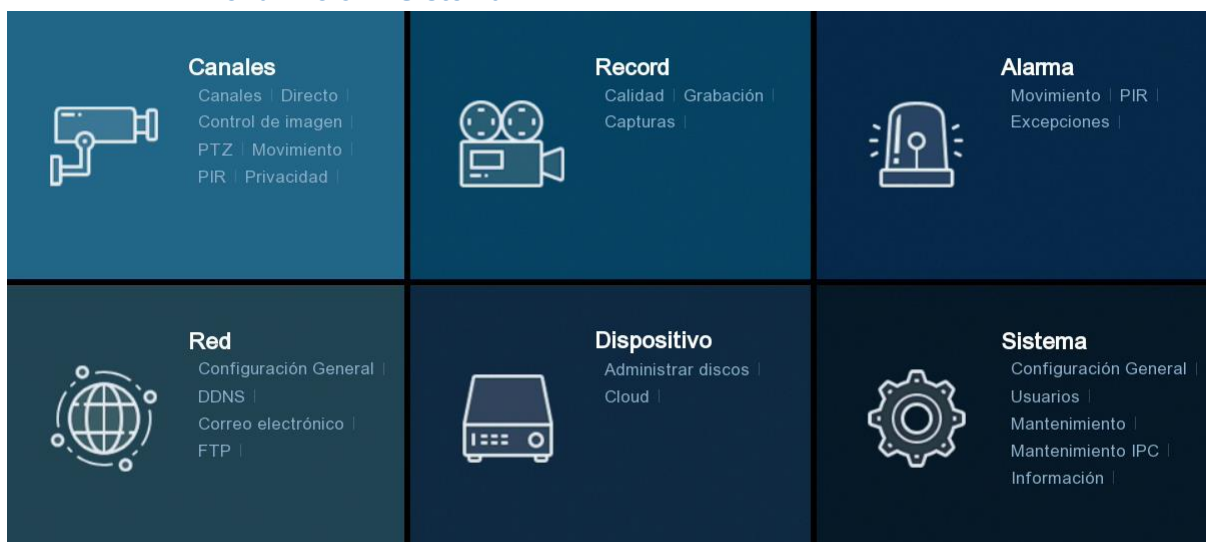 Canales
Canales | Directo |
Control de imagen |
PTZ | Movimiento |
PIR | Privacidad |
Record
Calidad | Grabación |
Capturas |
Alarma
Movimiento | PIR |
Excepciones |
Red
Configuración General |
DDNS |
Correo electrónico |
FTP |
Dispositivo
Administrar discos |
Cloud |
Sistema
Configuración General |
Usuarios |
Mantenimiento |
Mantenimiento IPC |
Información |